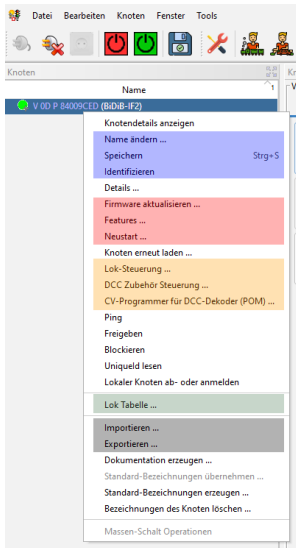 Datei Bearbeiten Knoten Fenster Tools
Knoten
Kn
Name 1
V 0D P 84009CED (BiDiB-IF2)
Knotendetails anzeigen
Name ändern ...
Speichern Strg+S
Identifizieren
Details ...
Firmware aktualisieren ...
Features ...
Neustart ...
Knoten erneut laden ...
Lok-Steuerung ...
DCC Zubehör Steuerung ...
CV-Programmer für DCC-Dekoder (POM) ...
Ping
Freigeben
Blockieren
UniqueId lesen
Lokaler Knoten ab- oder anmelden
Lok Tabelle ...
Importieren ...
Exportieren ...
Dokumentation erzeugen ...
Standard-Bezeichnungen übernehmen ...
Standard-Bezeichnungen erzeugen ...
Bezeichnungen des Knoten löschen ...
Massen-Schalt Operationen